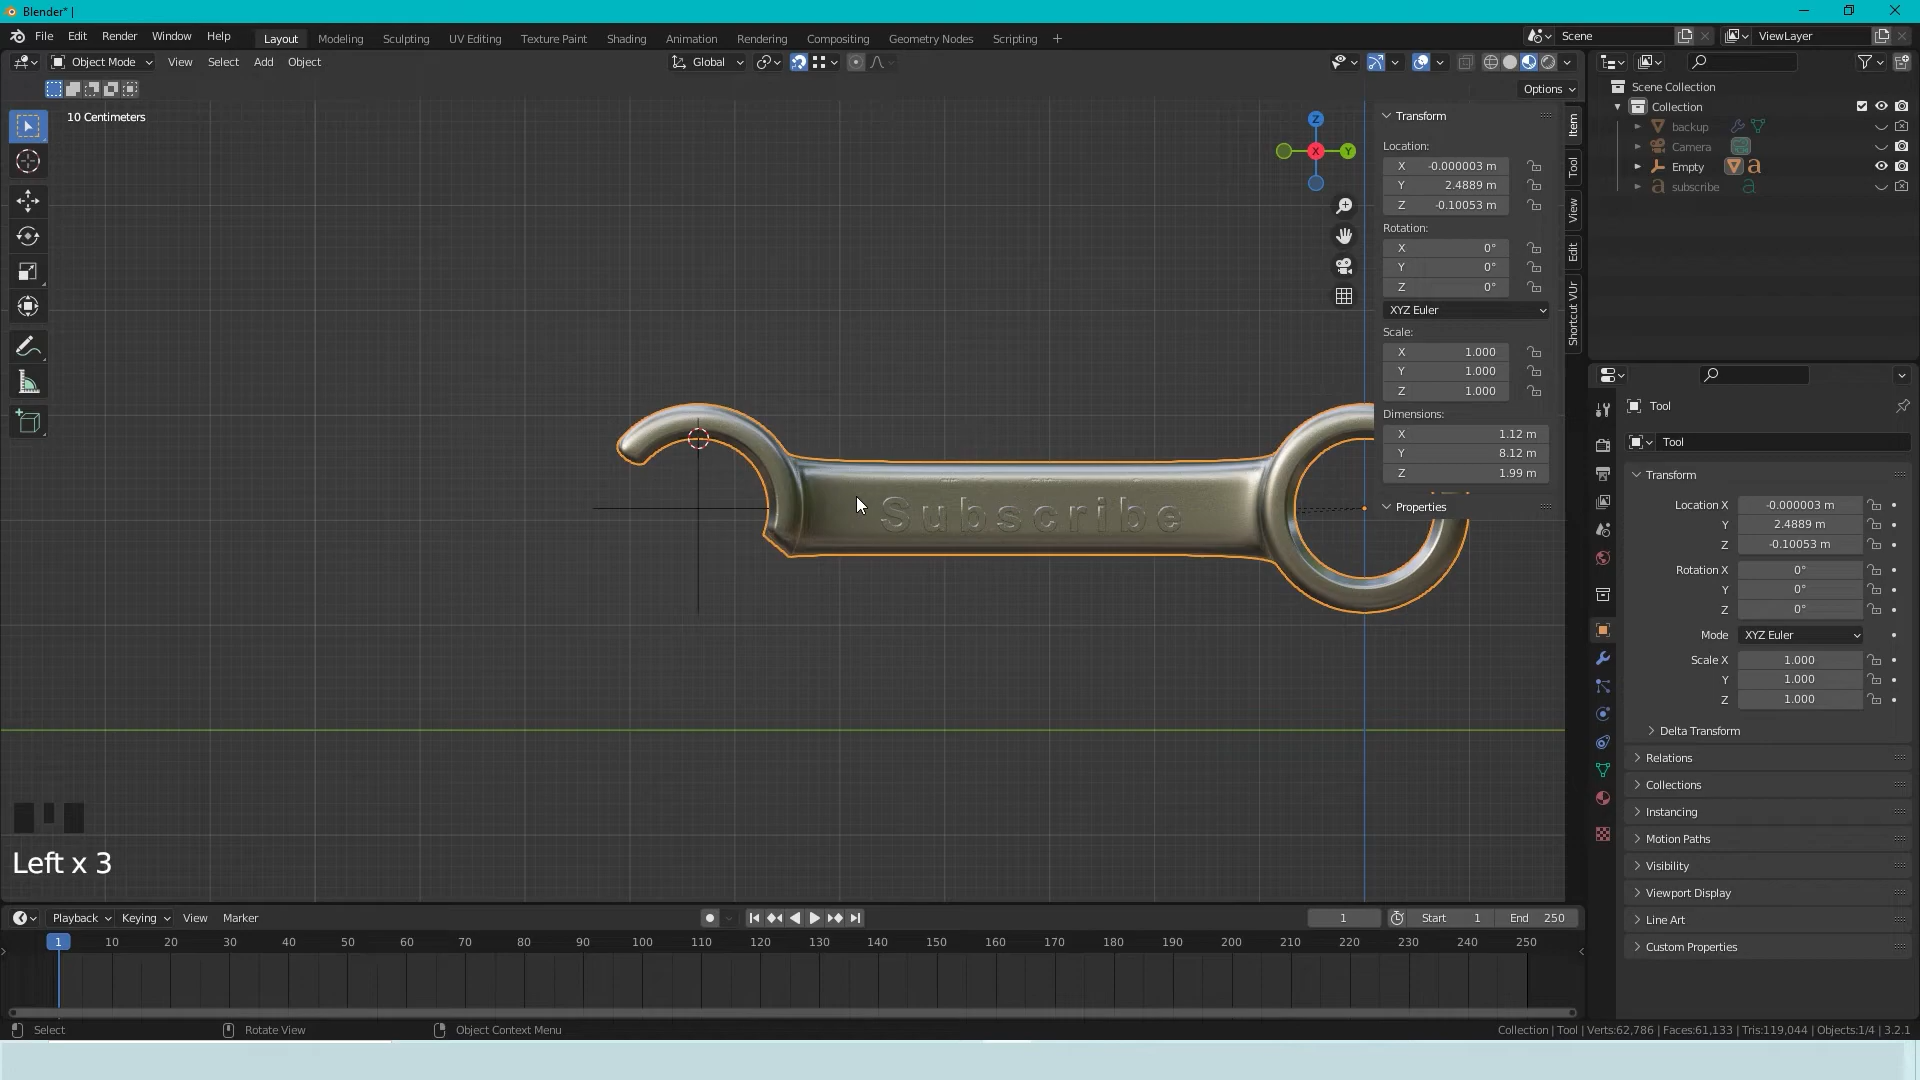 Blender* |
File Edit Render Window Help Layout Modeling Sculpting UV Editing Texture Paint Shading Animation Rendering Compositing Geometry Nodes Scripting + Scene ViewLayer
Object Mode View Select Add Object Global
Options
10 Centimeters
Z
X
Y
Transform
Location:
X -0.000003 m
Y 2.4889 m
Z -0.10053 m
Rotation:
X 0°
Y 0°
Z 0°
XYZ Euler
Scale:
X 1.000
Y 1.000
Z 1.000
Dimensions:
X 1.12 m
Y 8.12 m
Z 1.99 m
Properties
Item
Tool
View
Edit
Shortcut VUr
Scene Collection
Collection
backup
Camera
Empty
subscribe
Subscribe
Tool
Tool
Transform
Location X -0.000003 m
Y 2.4889 m
Z -0.10053 m
Rotation X 0°
Y 0°
Z 0°
Mode XYZ Euler
Scale X 1.000
Y 1.000
Z 1.000
Delta Transform
Relations
Collections
Instancing
Motion Paths
Visibility
Viewport Display
Line Art
Custom Properties
Left x 3
Playback Keying View Marker 1 Start 1 End 250
1 10 20 30 40 50 60 70 80 90 100 110 120 130 140 150 160 170 180 190 200 210 220 230 240 250
Select Rotate View Object Context Menu Collection | Tool | Verts:62,786 | Faces:61,133 | Tris:119,044 | Objects:1/4 | 3.2.1